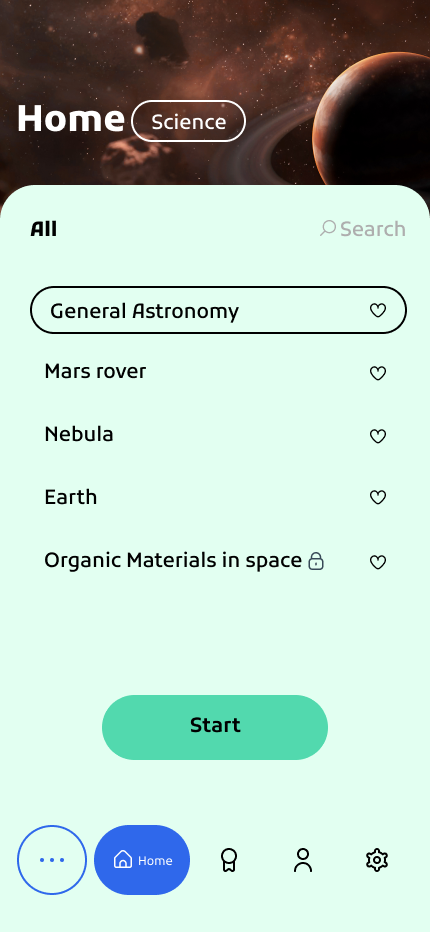 Home Science
All Search
General Astronomy
Mars rover
Nebula
Earth
Organic Materials in space
Start
Home